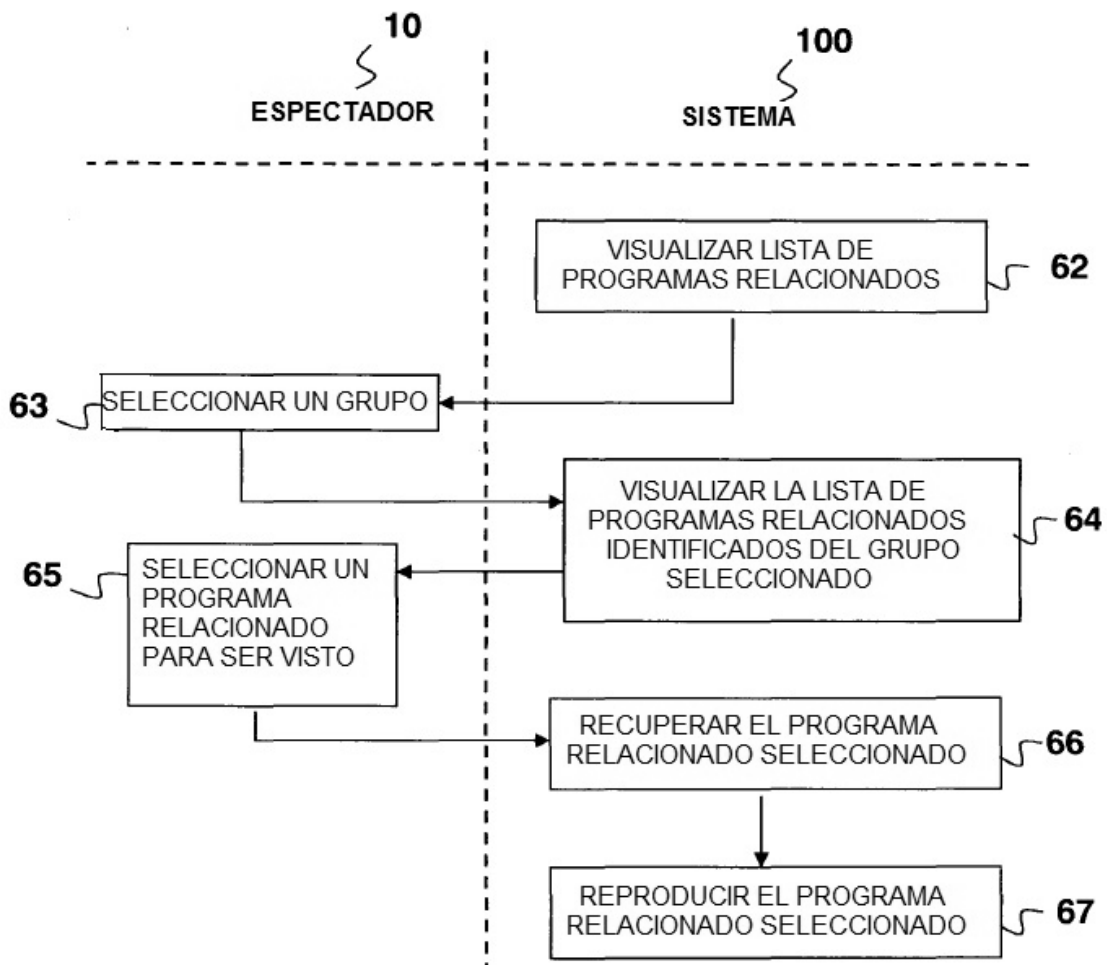 10
100
ESPECTADOR
SISTEMA
VISUALIZAR LISTA DE
PROGRAMAS RELACIONADOS
62
63
SELECCIONAR UN GRUPO
VISUALIZAR LA LISTA DE
PROGRAMAS RELACIONADOS
IDENTIFICADOS DEL GRUPO
SELECCIONADO
64
65
SELECCIONAR UN
PROGRAMA
RELACIONADO
PARA SER VISTO
RECUPERAR EL PROGRAMA
RELACIONADO SELECCIONADO
66
REPRODUCIR EL PROGRAMA
RELACIONADO SELECCIONADO
67